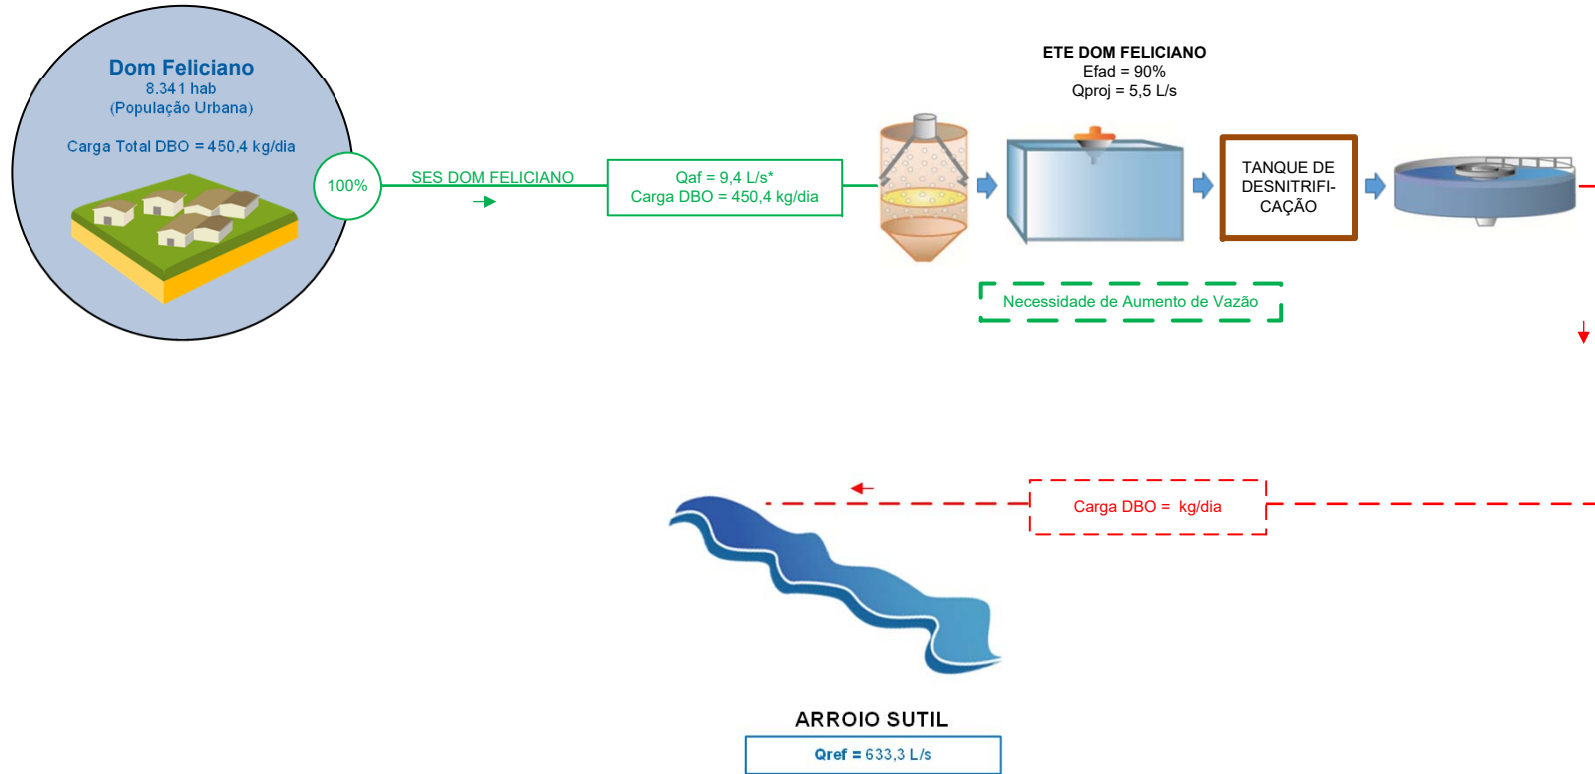 Dom Feliciano
8.341 hab
(População Urbana)
Carga Total DBO = 450,4 kg/dia
100%
SES DOM FELICIANO
Qaf = 9,4 L/s*
Carga DBO = 450,4 kg/dia
ETE DOM FELICIANO
Efad = 90%
Qproj = 5,5 L/s
TANQUE DE
DESNITRIFI-
CAÇÃO
Necessidade de Aumento de Vazão
Carga DBO =  kg/dia
ARROIO SUTIL
Qref = 633,3 L/s